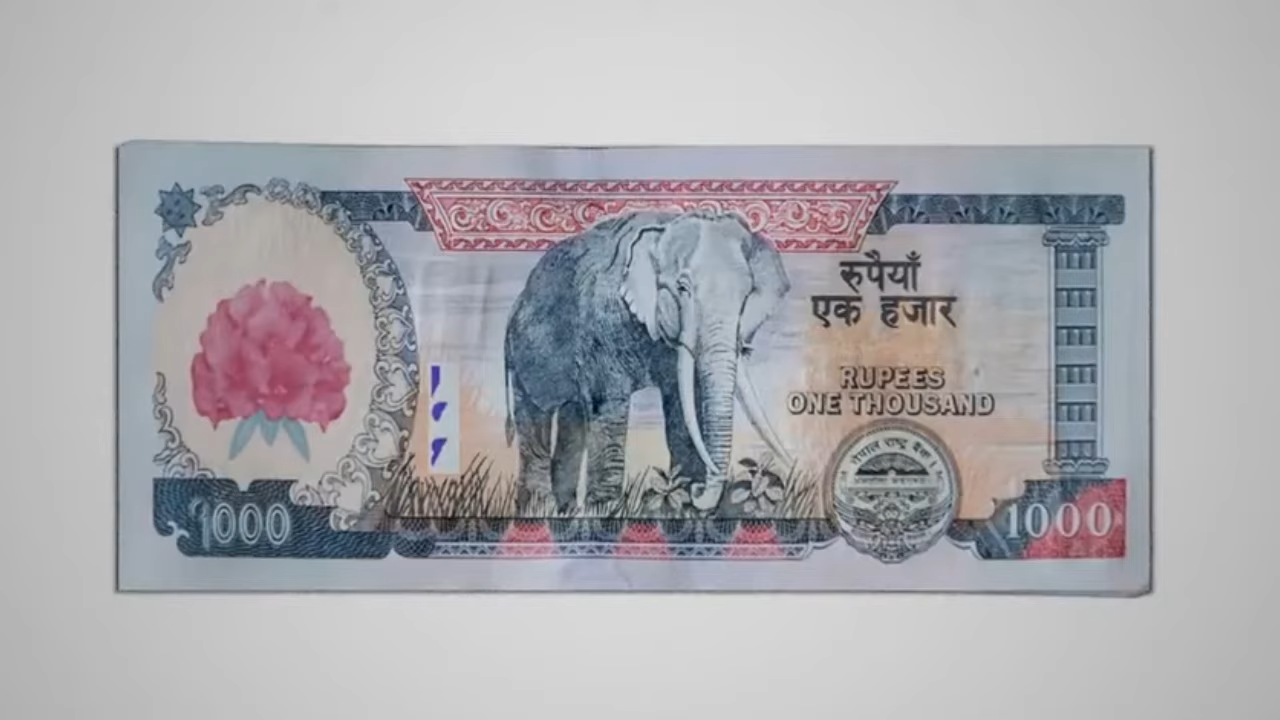 रुपैयाँ
एक हजार
RUPEES
ONE THOUSAND
नेपाल राष्ट्र बैंक
1000
1000